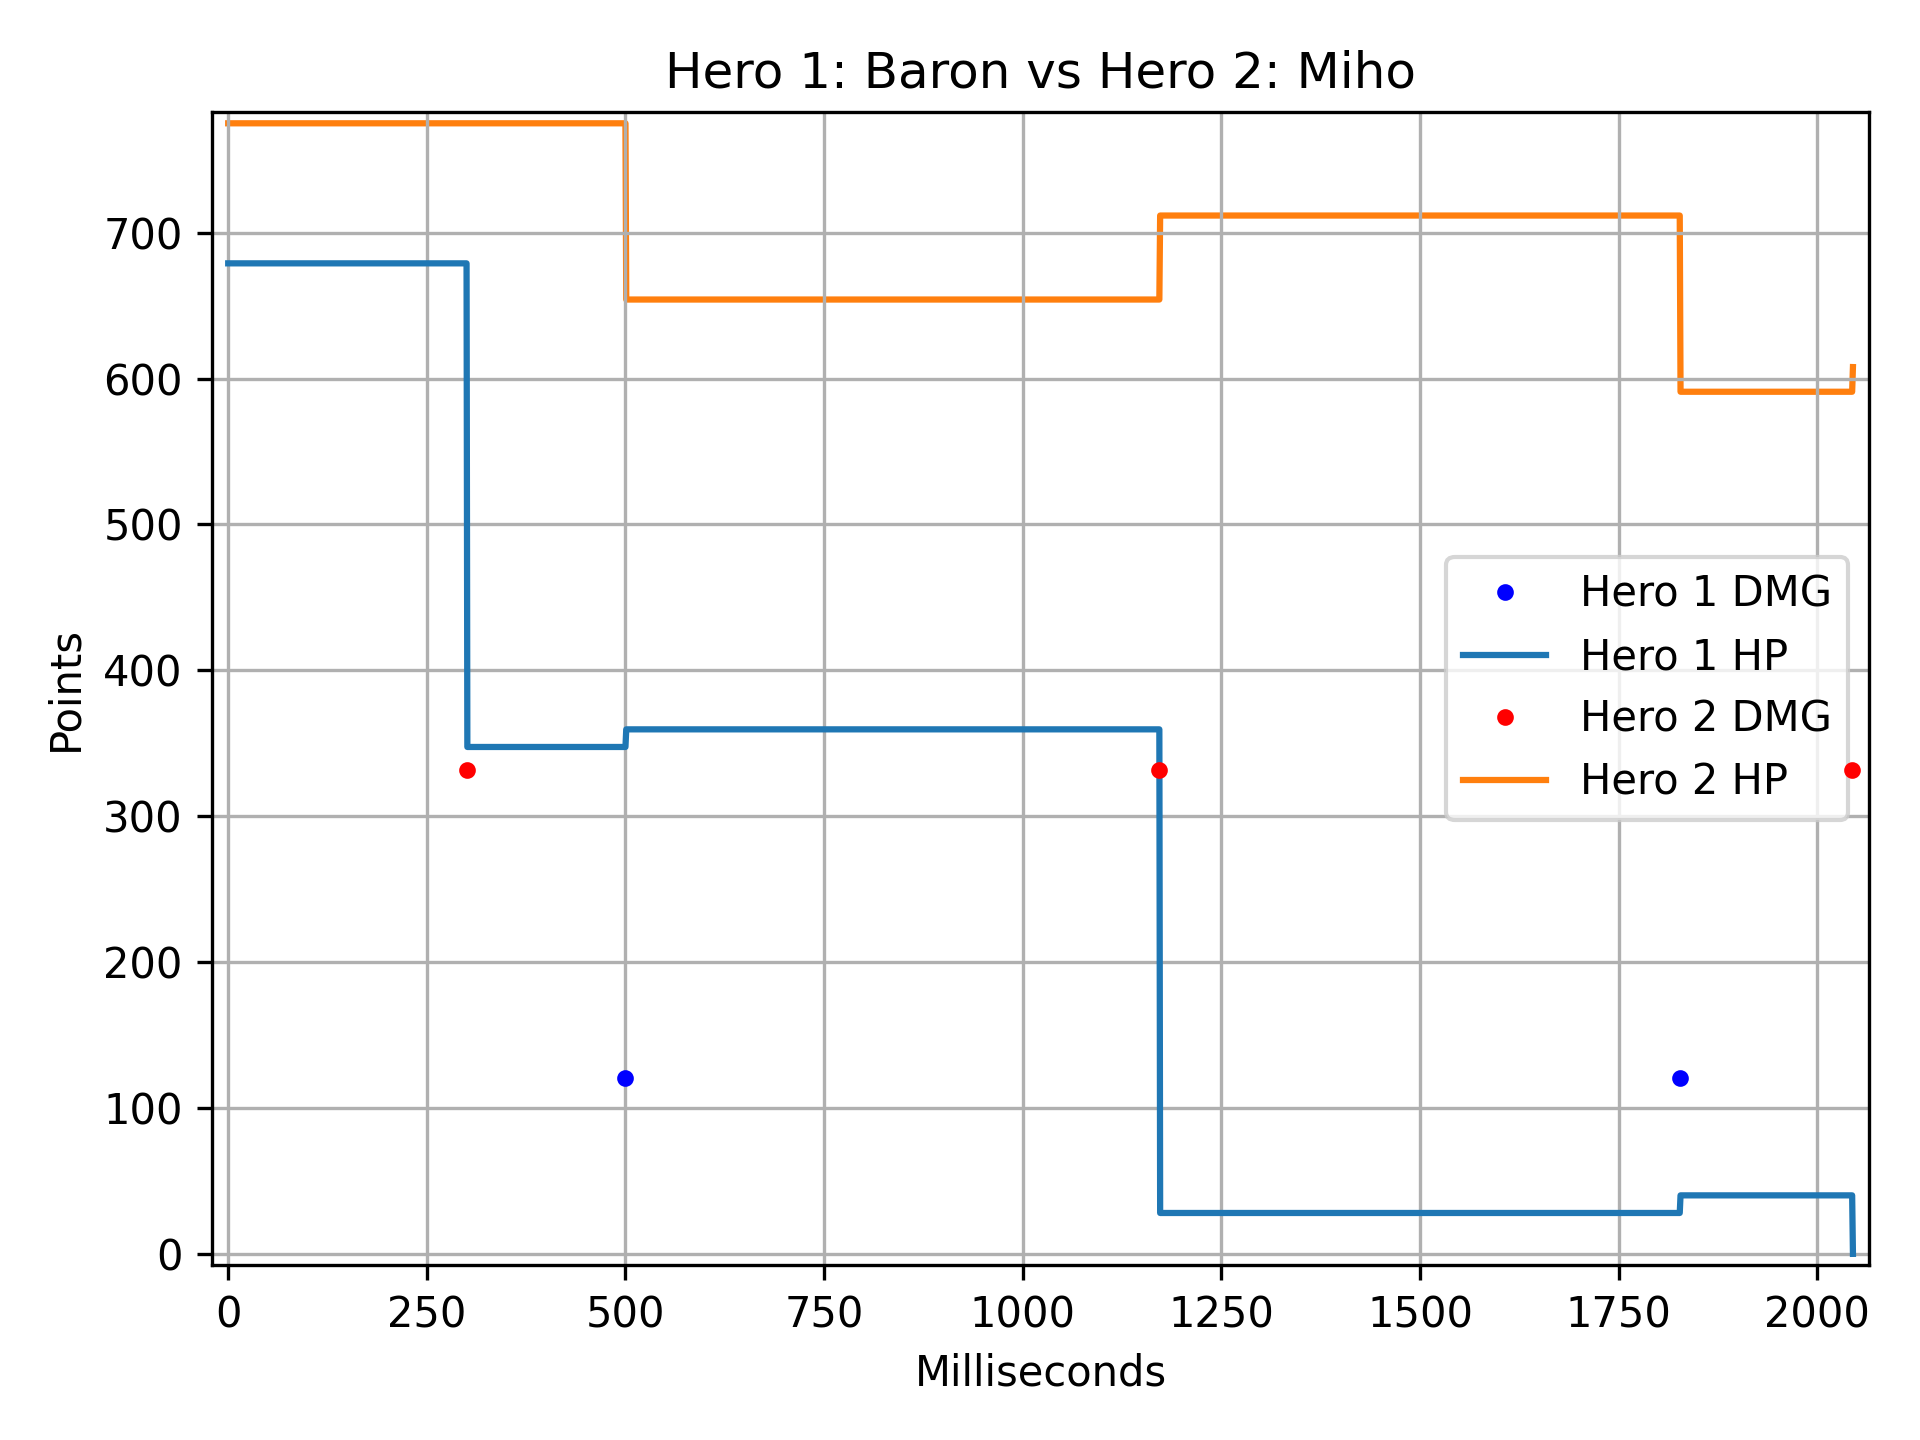 Hero 1: Baron vs Hero 2: Miho
700
600
500
400
300
200
100
0
Points
Hero 1 DMG
Hero 1 HP
Hero 2 DMG
Hero 2 HP
0 250 500 750 1000 1250 1500 1750 2000
Milliseconds